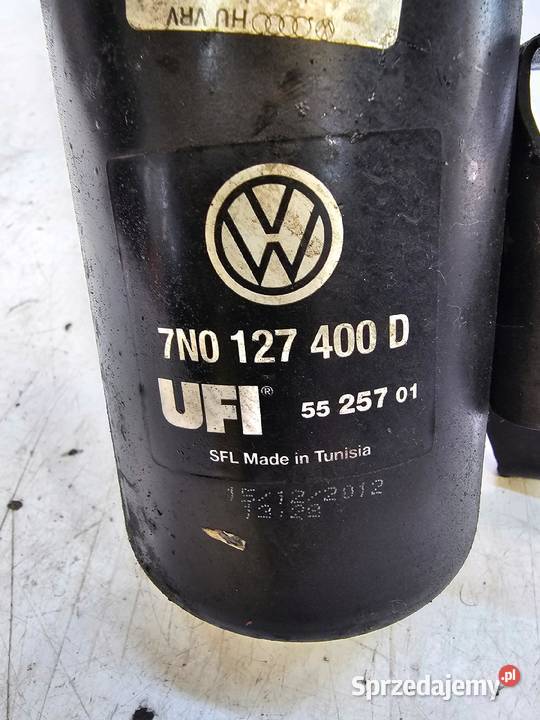 HU VRV
7N0 127 400 D
UFI® 55 257 01
SFL Made in Tunisia
15/12/2012
Sprzedajemy.pl